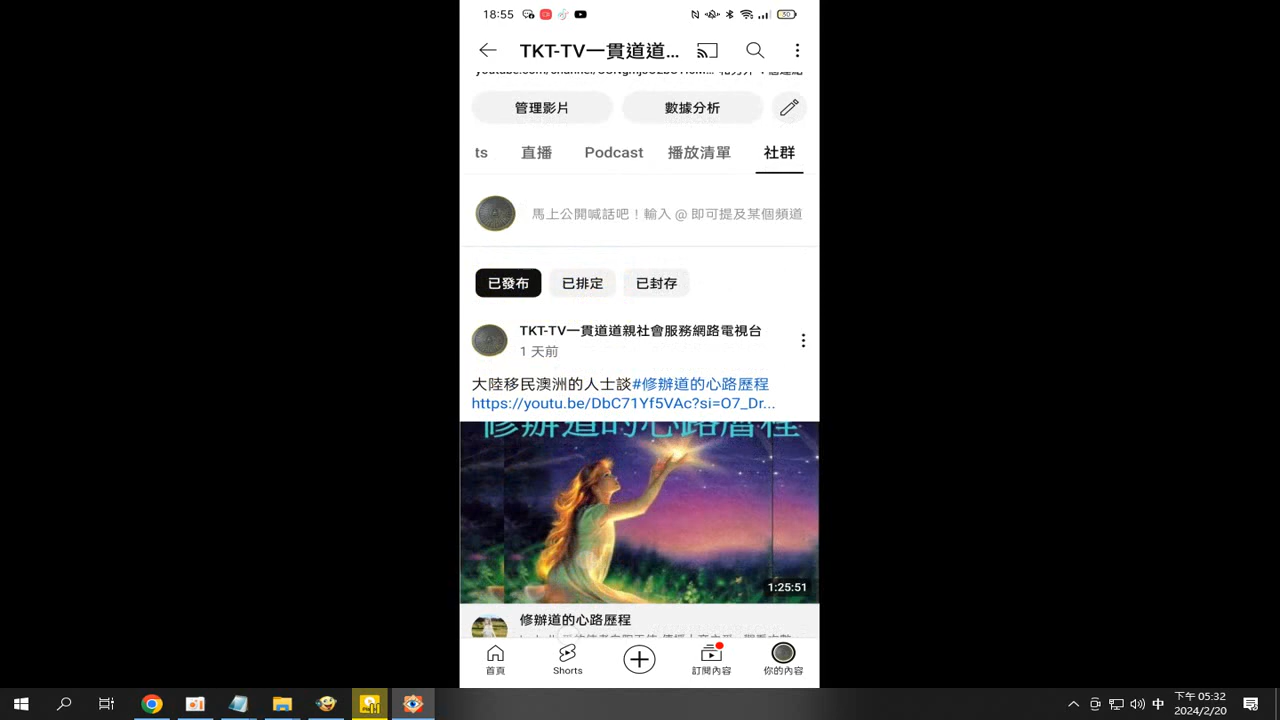 18:55
30
TKT-TV一貫道道...
管理影片
數據分析
ts
直播
Podcast
播放清單
社群
馬上公開喊話吧！輸入 @ 即可提及某個頻道
已發布
已排定
已封存
TKT-TV一貫道道親社會服務網路電視台
1 天前
大陸移民澳洲的人士談#修辦道的心路歷程
https://youtu.be/DbC71Yf5VAc?si=O7_Dr...
修辦道的心路曆程
1:25:51
修辦道的心路歷程
首頁
Shorts
訂閱內容
你的內容
中
下午 05:32
2024/2/20